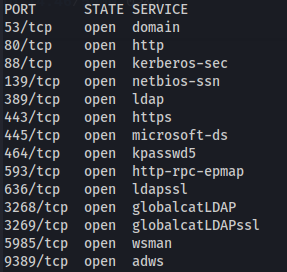 PORT STATE SERVICE
53/tcp open domain
80/tcp open http
88/tcp open kerberos-sec
139/tcp open netbios-ssn
389/tcp open ldap
443/tcp open https
445/tcp open microsoft-ds
464/tcp open kpasswd5
593/tcp open http-rpc-epmap
636/tcp open ldapssl
3268/tcp open globalcatLDAP
3269/tcp open globalcatLDAPssl
5985/tcp open wsman
9389/tcp open adws